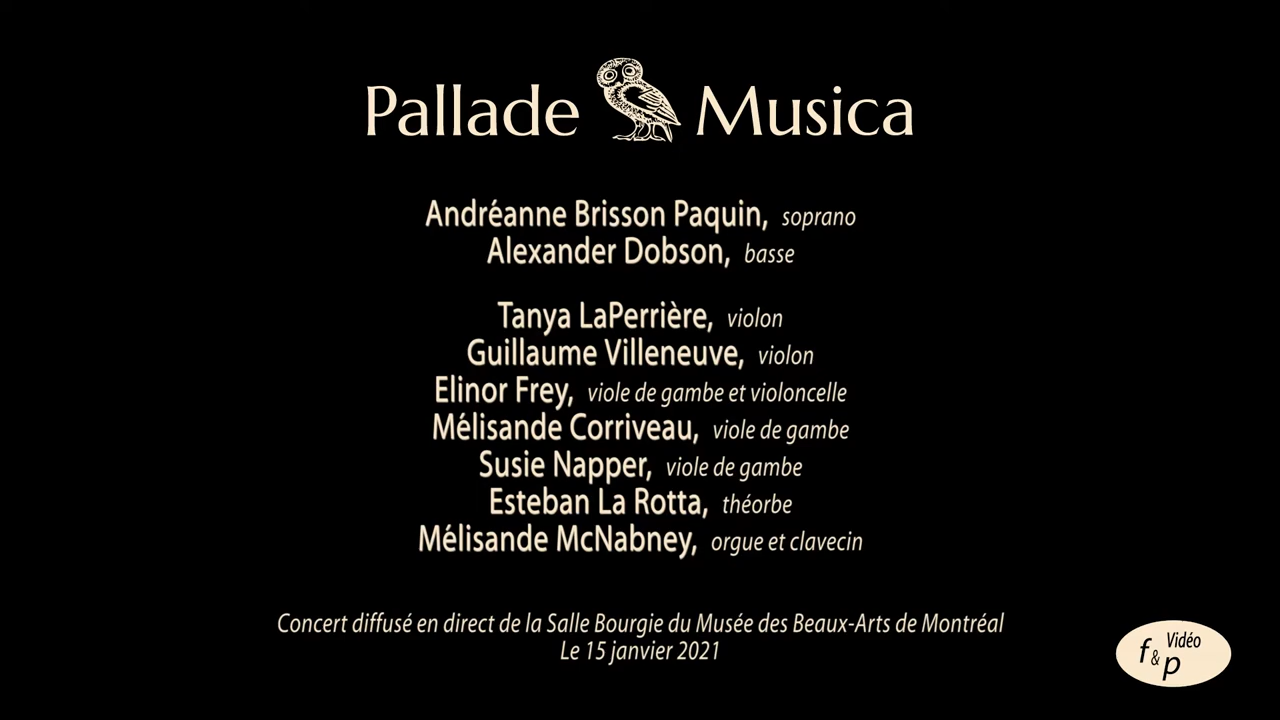 Pallade Musica
Andréanne Brisson Paquin, soprano
Alexander Dobson, basse
Tanya LaPerrière, violon
Guillaume Villeneuve, violon
Elinor Frey, viole de gambe et violoncelle
Mélisande Corriveau, viole de gambe
Susie Napper, viole de gambe
Esteban La Rotta, théorbe
Mélisande McNabney, orgue et clavecin
Concert diffusé en direct de la Salle Bourgie du Musée des Beaux-Arts de Montréal
Le 15 janvier 2021
f&p Vidéo